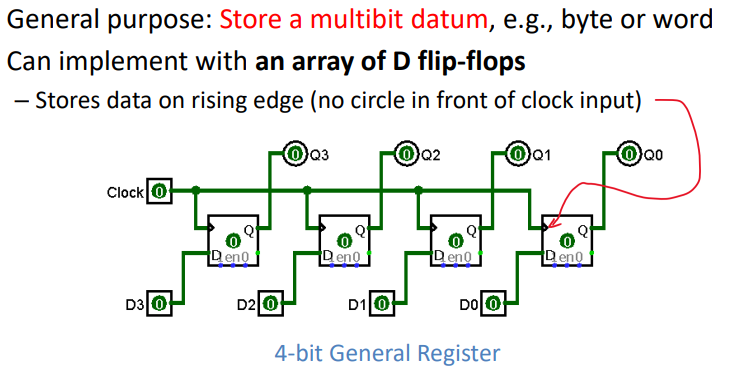 General purpose: Store a multibit datum, e.g., byte or word
Can implement with an array of D flip-flops
– Stores data on rising edge (no circle in front of clock input)
0 Q3 0 Q2 0 Q1 0 Q0
Clock 0
Q Q Q Q
0 0 0 0
D en 0 D en 0 D en 0 D en 0
D3 0 D2 0 D1 0 D0 0
4-bit General Register